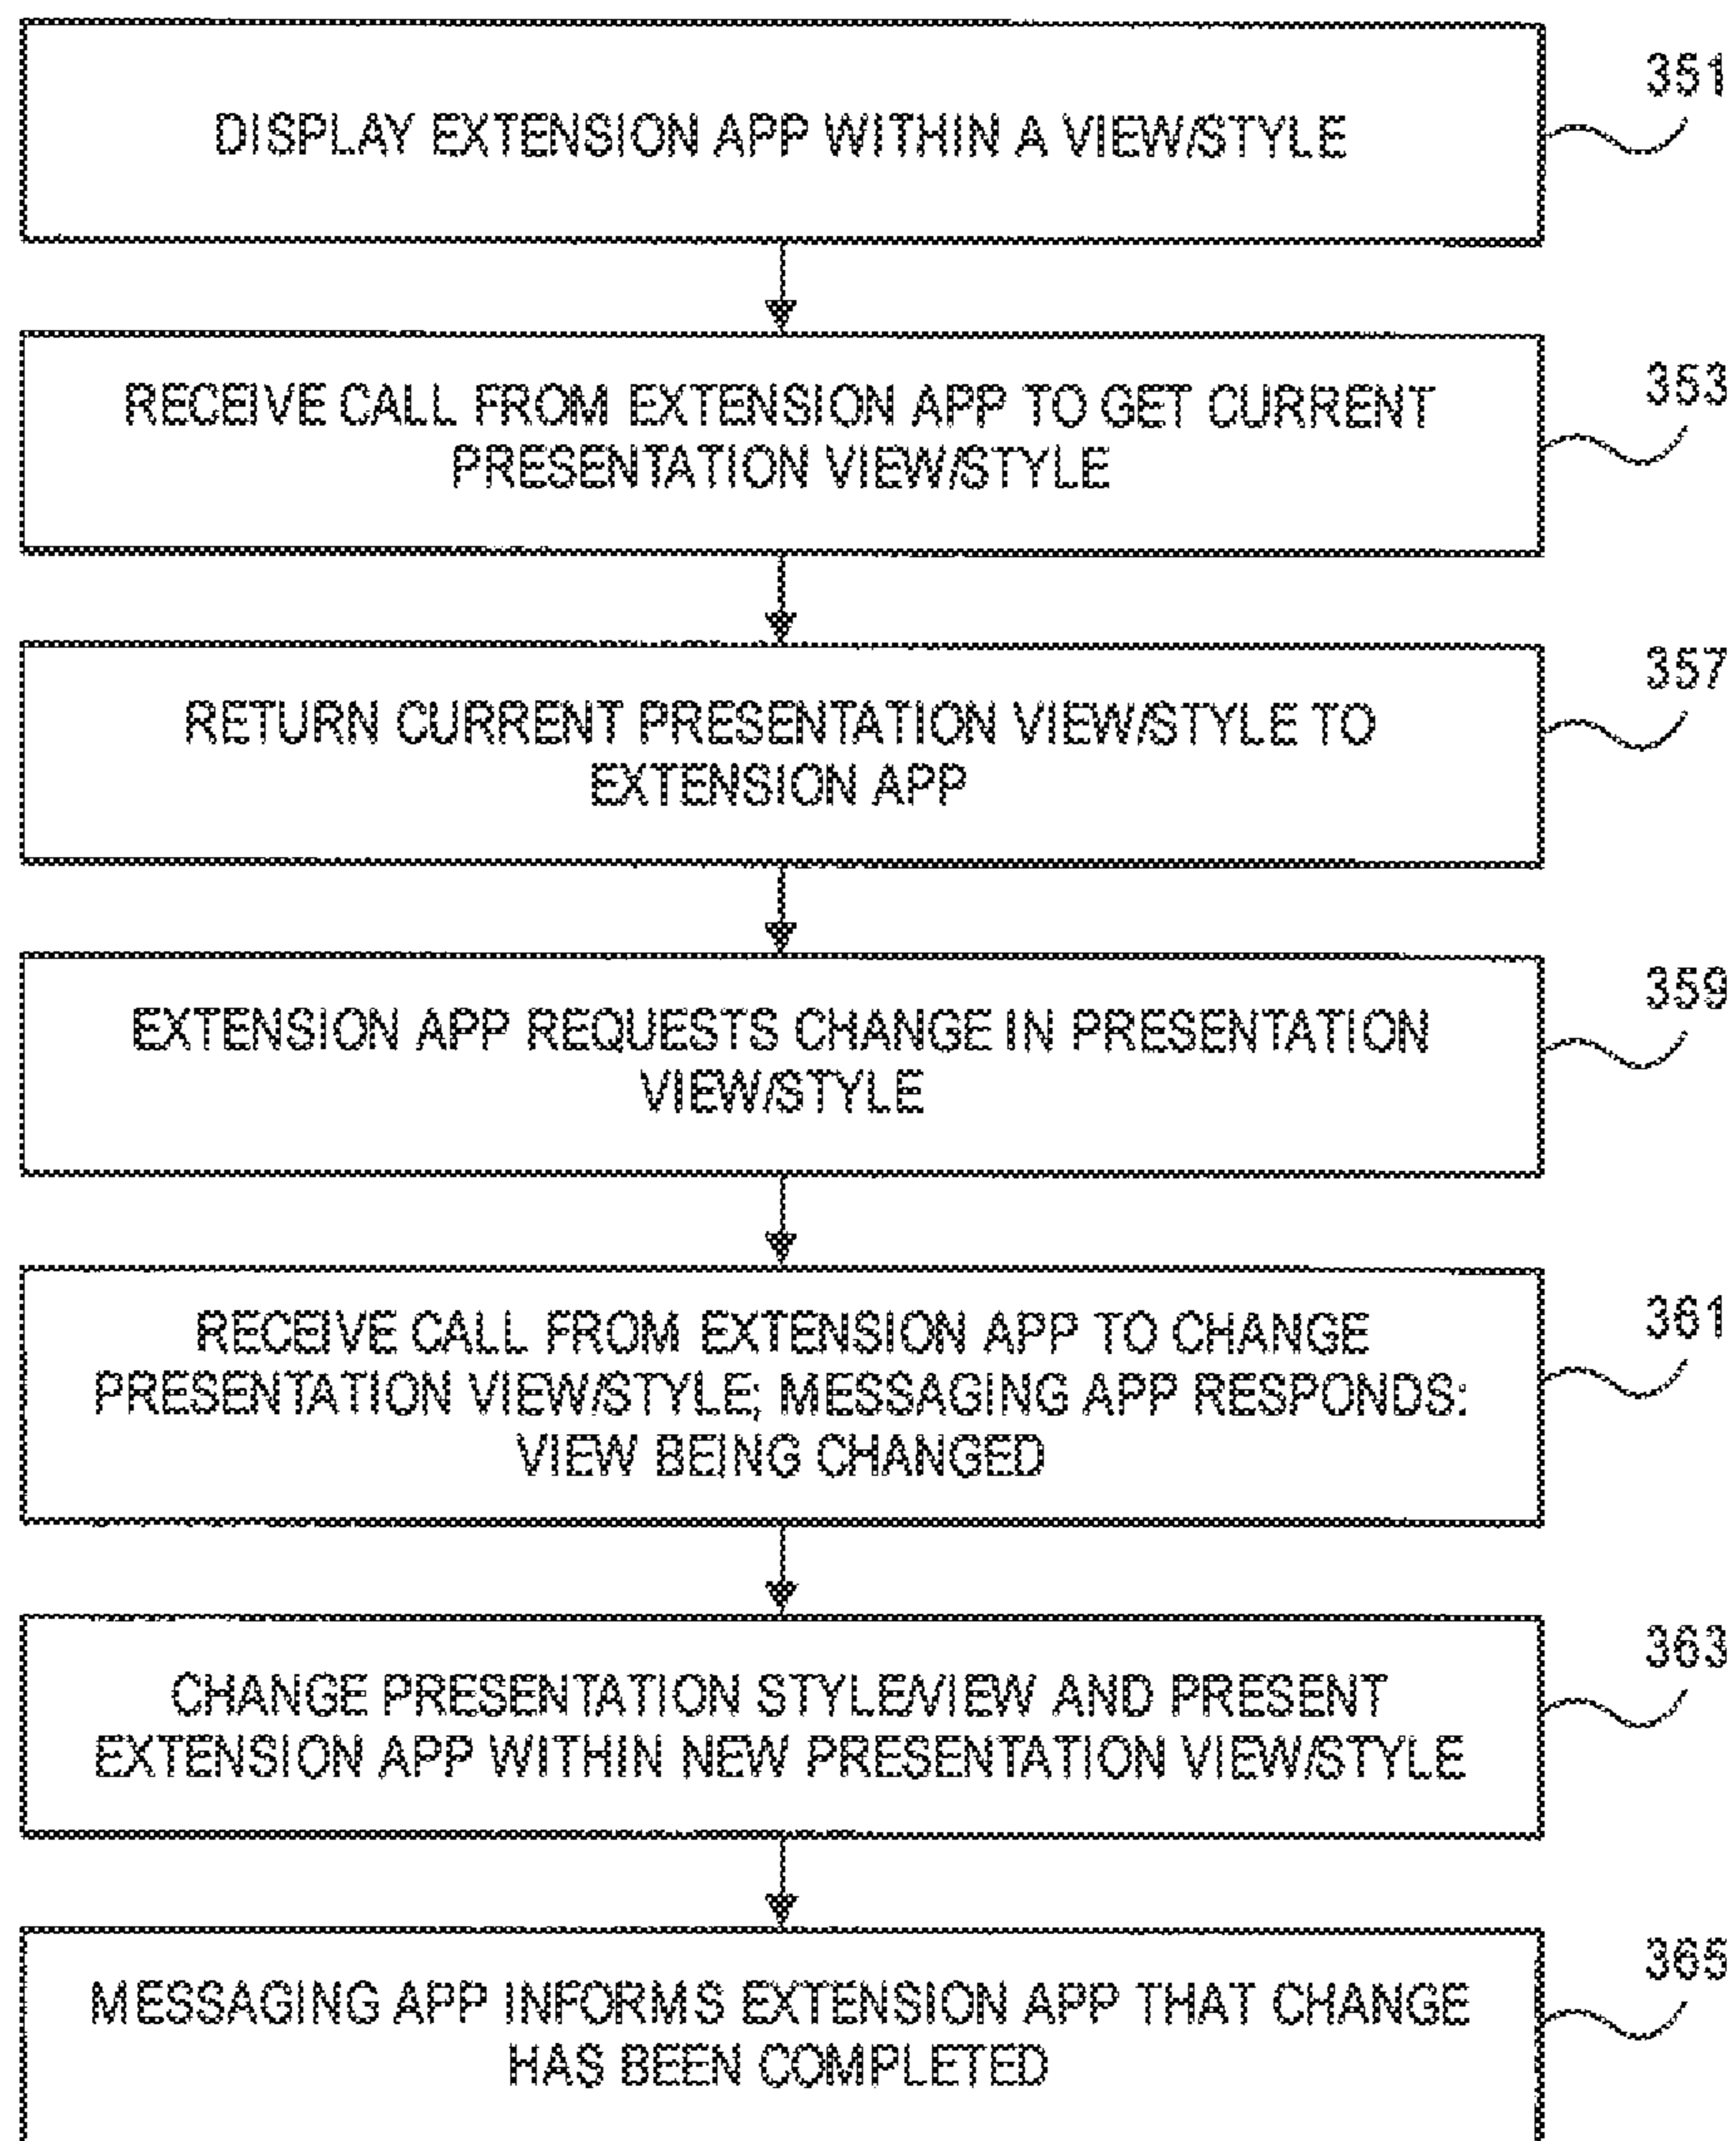 351
DISPLAY EXTENSION APP WITHIN A VIEW/STYLE
353
RECEIVE CALL FROM EXTENSION APP TO GET CURRENT
PRESENTATION VIEW/STYLE
357
RETURN CURRENT PRESENTATION VIEW/STYLE TO
EXTENSION APP
359
EXTENSION APP REQUESTS CHANGE IN PRESENTATION
VIEW/STYLE
361
RECEIVE CALL FROM EXTENSION APP TO CHANGE
PRESENTATION VIEW/STYLE; MESSAGING APP RESPONDS:
VIEW BEING CHANGED
363
CHANGE PRESENTATION STYLE/VIEW AND PRESENT
EXTENSION APP WITHIN NEW PRESENTATION VIEW/STYLE
365
MESSAGING APP INFORMS EXTENSION APP THAT CHANGE
HAS BEEN COMPLETED